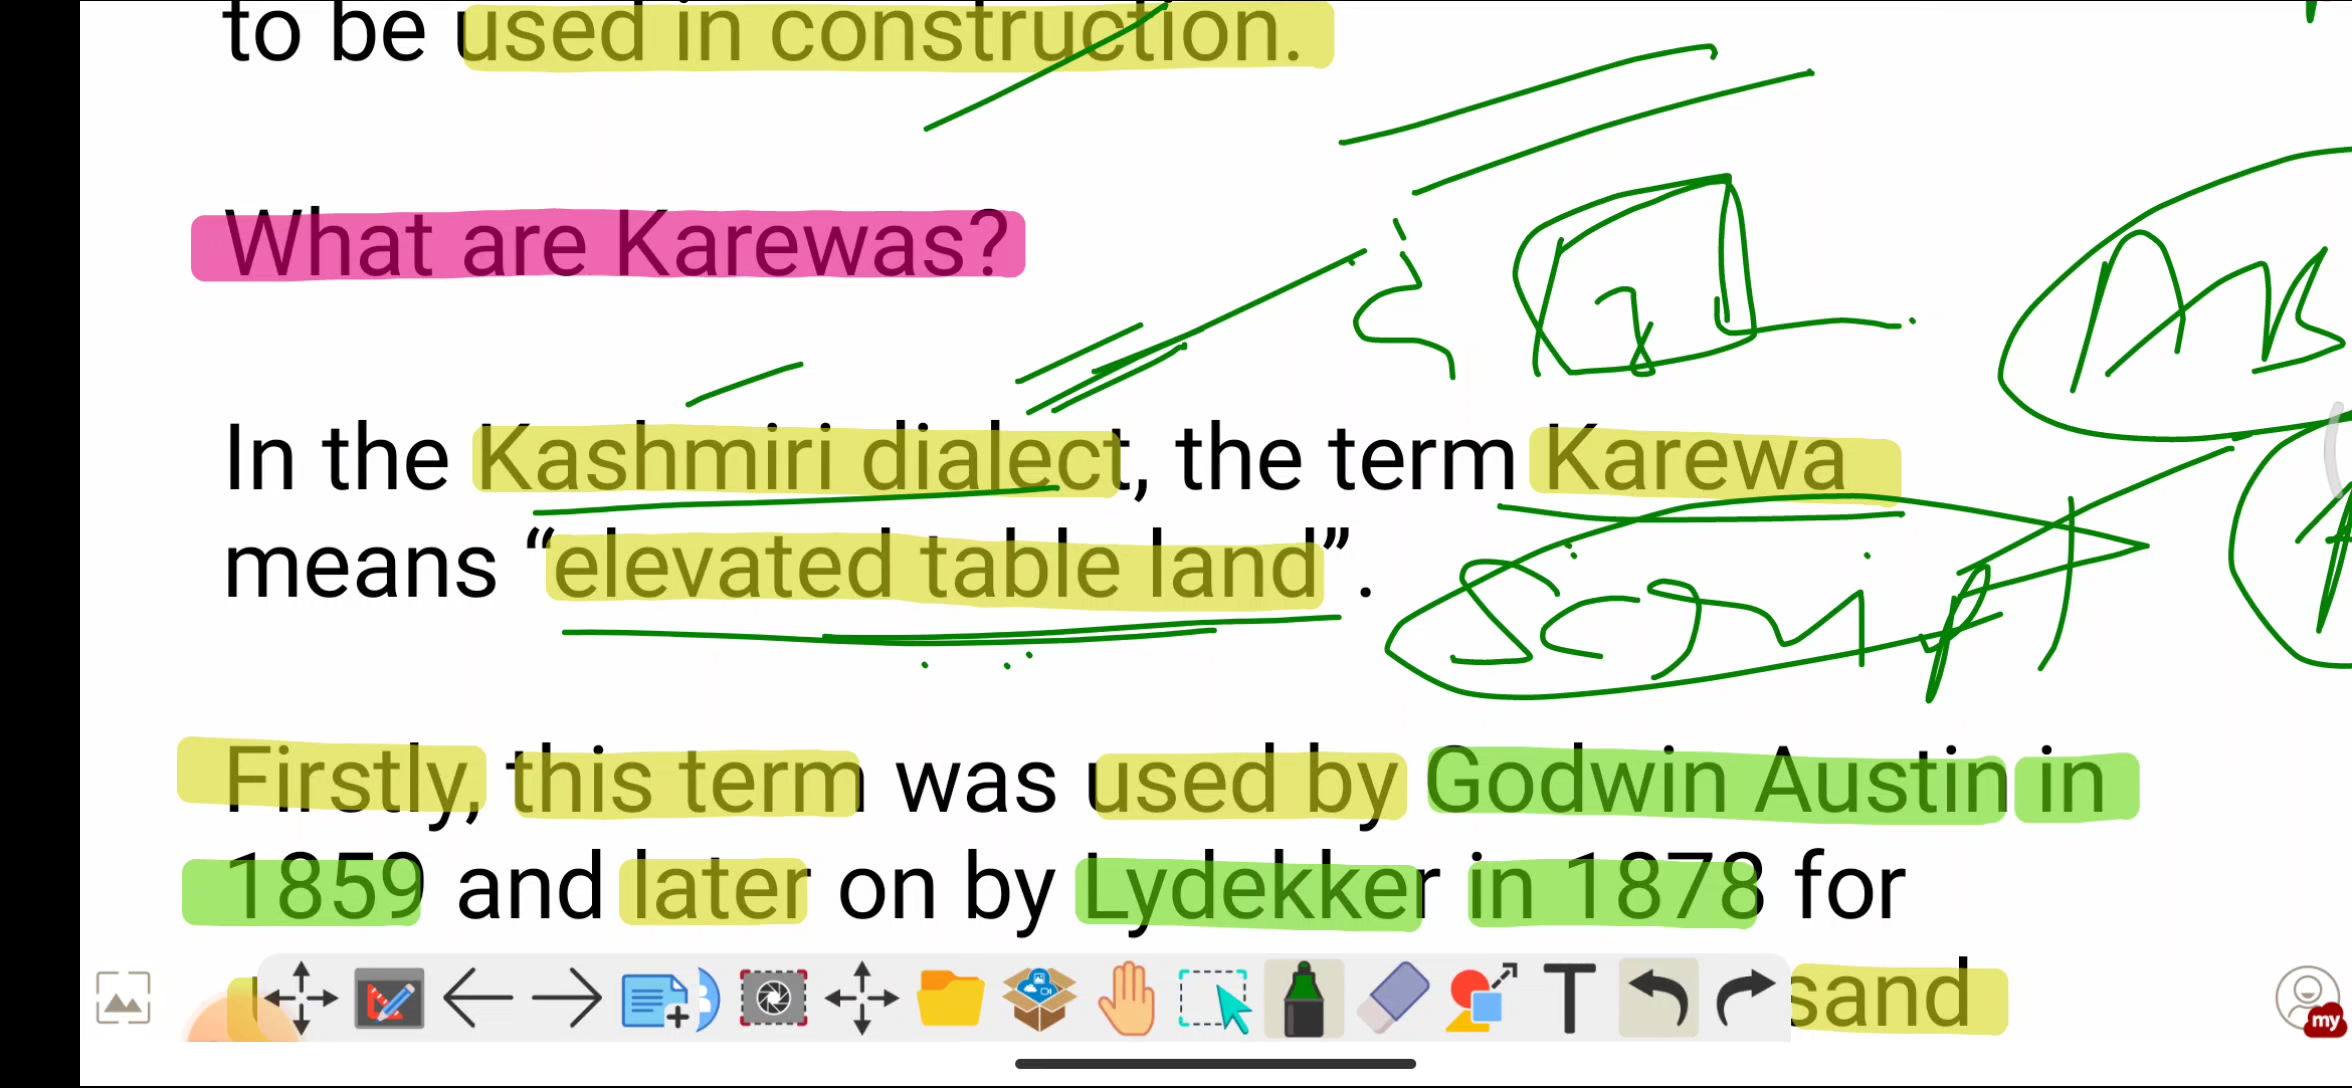 to be used in construction.
What are Karewas?
In the Kashmiri dialect, the term Karewa
means “elevated table land”.
Firstly, this term was used by Godwin Austin in
1859 and later on by Lydekker in 1878 for
sand
T
my